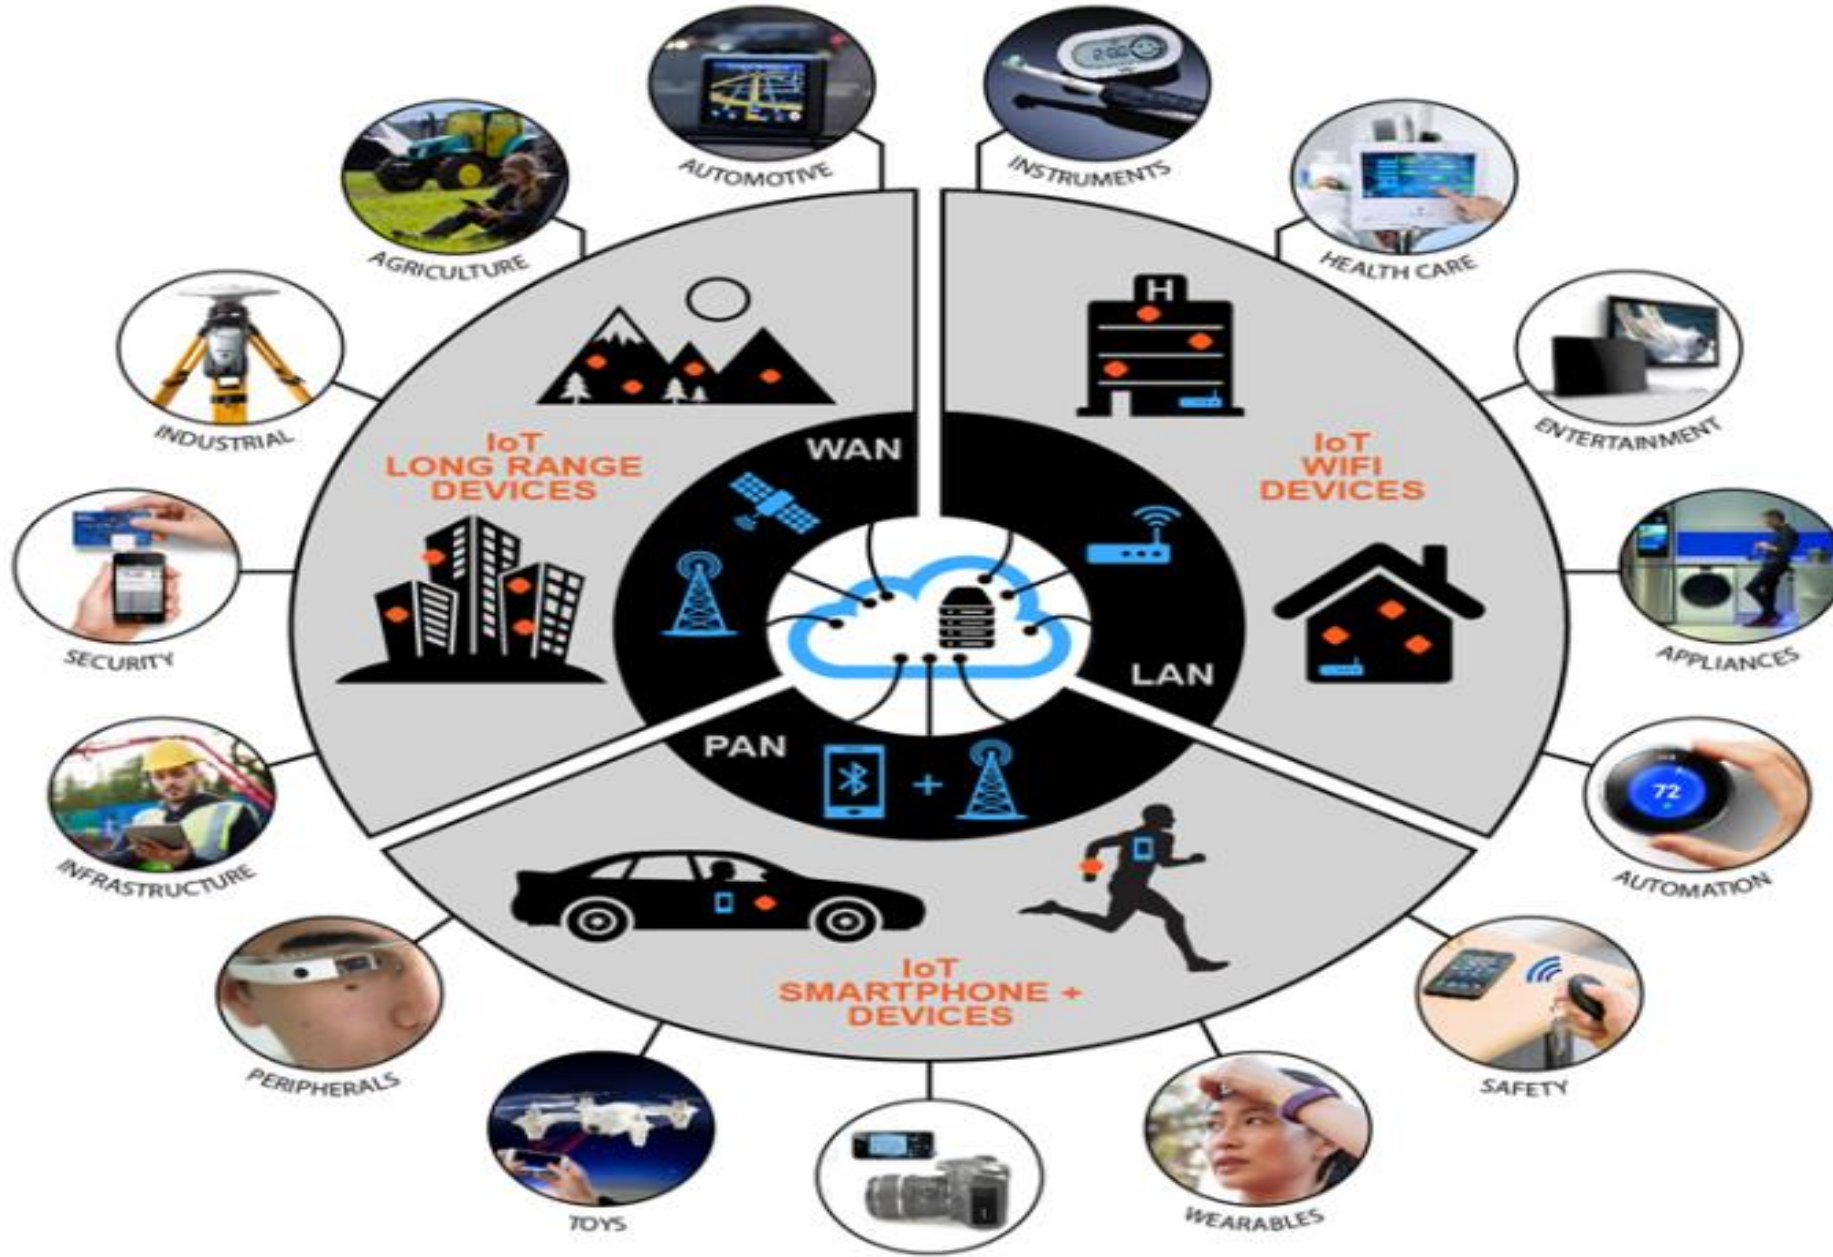 AUTOMOTIVE
INSTRUMENTS
AGRICULTURE
HEALTH CARE
INDUSTRIAL
ENTERTAINMENT
SECURITY
APPLIANCES
INFRASTRUCTURE
AUTOMATION
PERIPHERALS
SAFETY
TOYS
WEARABLES
H
WAN
IoT
LONG RANGE
DEVICES
IoT
WIFI
DEVICES
LAN
PAN
+
IoT
SMARTPHONE +
DEVICES
72